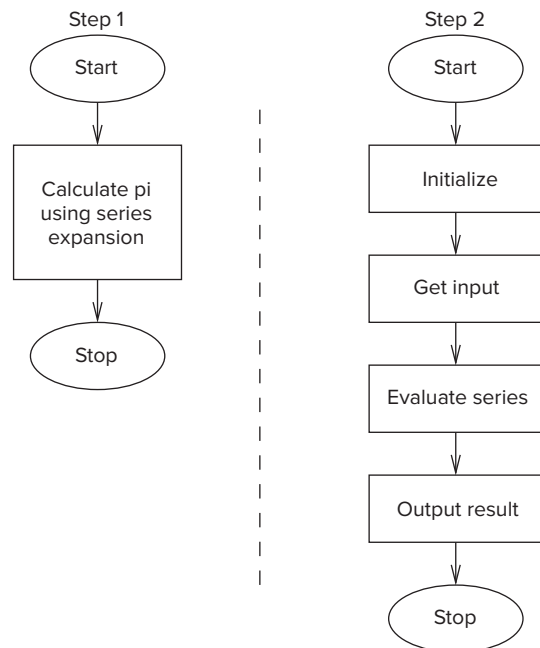 Step 1
Start
Calculate pi
using series
expansion
Stop
Step 2
Start
Initialize
Get input
Evaluate series
Output result
Stop